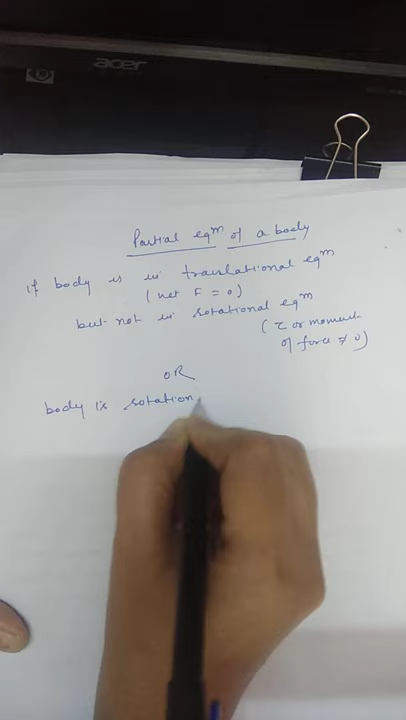 acer
Partial eqm of a body
if body is in translational eqm
( net F = 0 )
but not in rotational eqm
( τ or moment
of force ≠ 0 )
OR
body is rotation